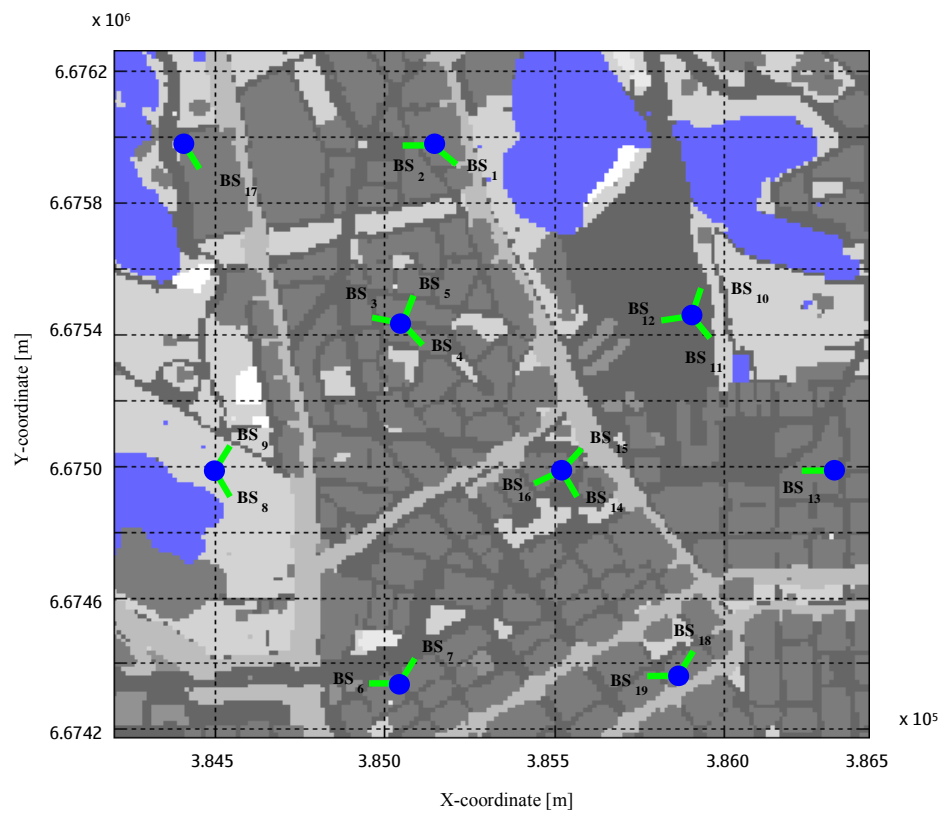 x 10⁶
6.6762
BS 2
BS 1
BS 17
6.6758
BS 3
BS 5
BS 10
BS 12
6.6754
BS 4
BS 11
Y-coordinate [m]
BS 9
BS 15
6.6750
BS 16
BS 13
BS 8
BS 14
6.6746
BS 18
BS 7
BS 6
BS 19
6.6742
x 10⁵
3.845
3.850
3.855
3.860
3.865
X-coordinate [m]